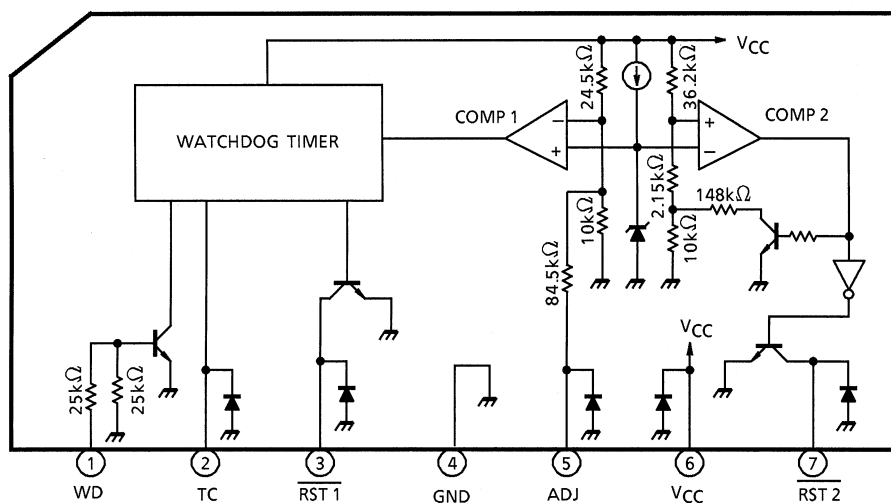 VCC
24.5kΩ
36.2kΩ
COMP 1
COMP 2
WATCHDOG TIMER
−
+
+
−
2.15kΩ
148kΩ
10kΩ
10kΩ
84.5kΩ
VCC
25kΩ
25kΩ
1
2
3
4
5
6
7
WD
TC
RST 1
GND
ADJ
VCC
RST 2